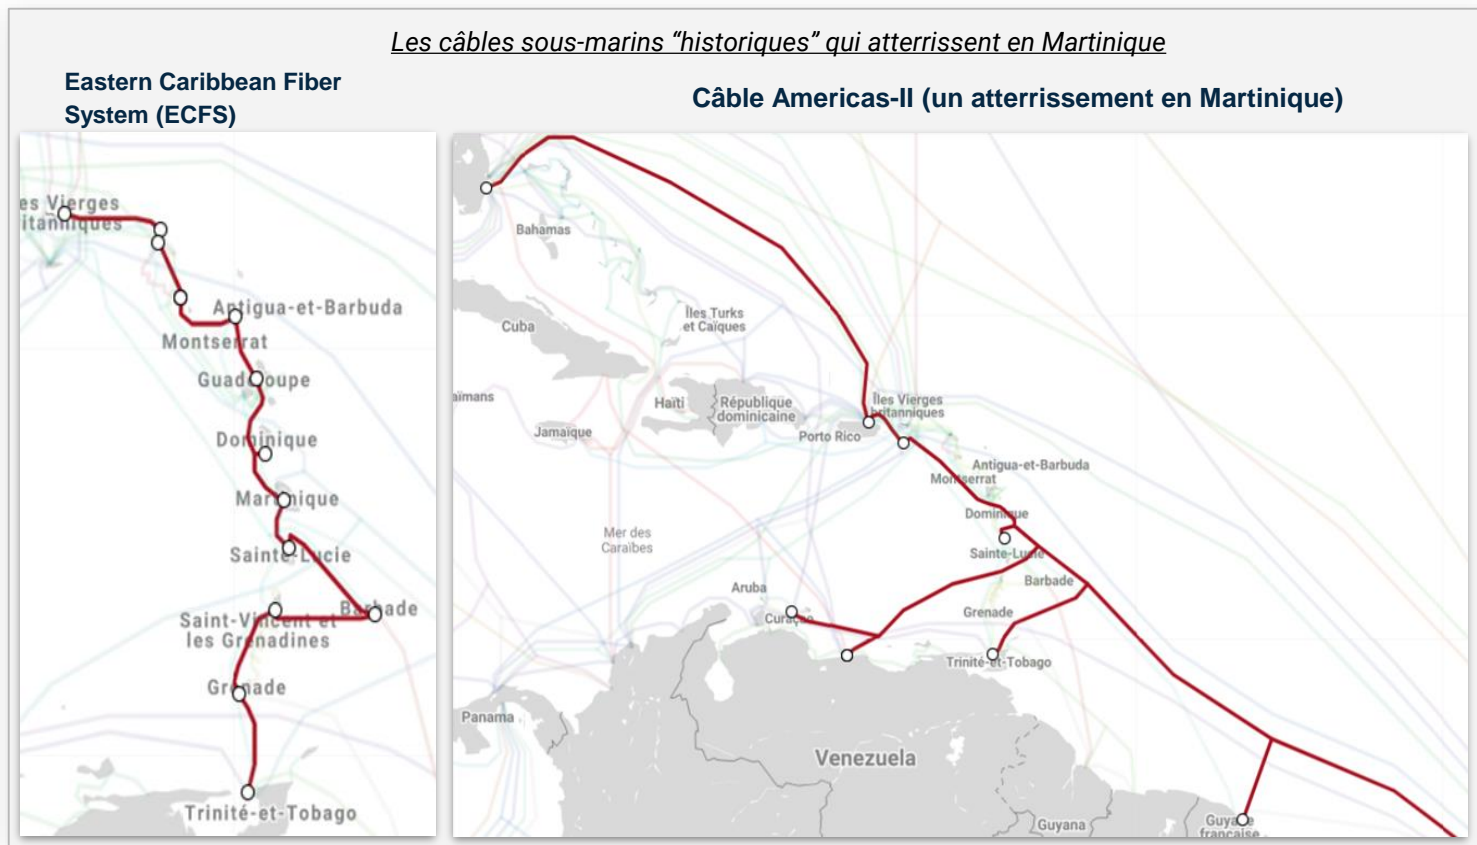 Les câbles sous-marins “historiques” qui atterrissent en Martinique
Eastern Caribbean Fiber
System (ECFS)
Câble Americas-II (un atterrissement en Martinique)
es Vierges
itanniques
Antigua-et-Barbuda
Montserrat
Guadeloupe
Dominique
Martinique
Sainte-Lucie
Barbade
Saint-Vincent et
les Grenadines
Grenade
Trinité-et-Tobago
Bahamas
Cuba
Îles Turks
et Caïques
aïmans
Haïti
République
dominicaine
Jamaïque
Porto Rico
Îles Vierges
britanniques
Antigua-et-Barbuda
Montserrat
Dominique
Mer des
Caraïbes
Sainte-Lucie
Barbade
Aruba
Curaçao
Grenade
Trinité-et-Tobago
Panama
Venezuela
Guyana
Guyane
française